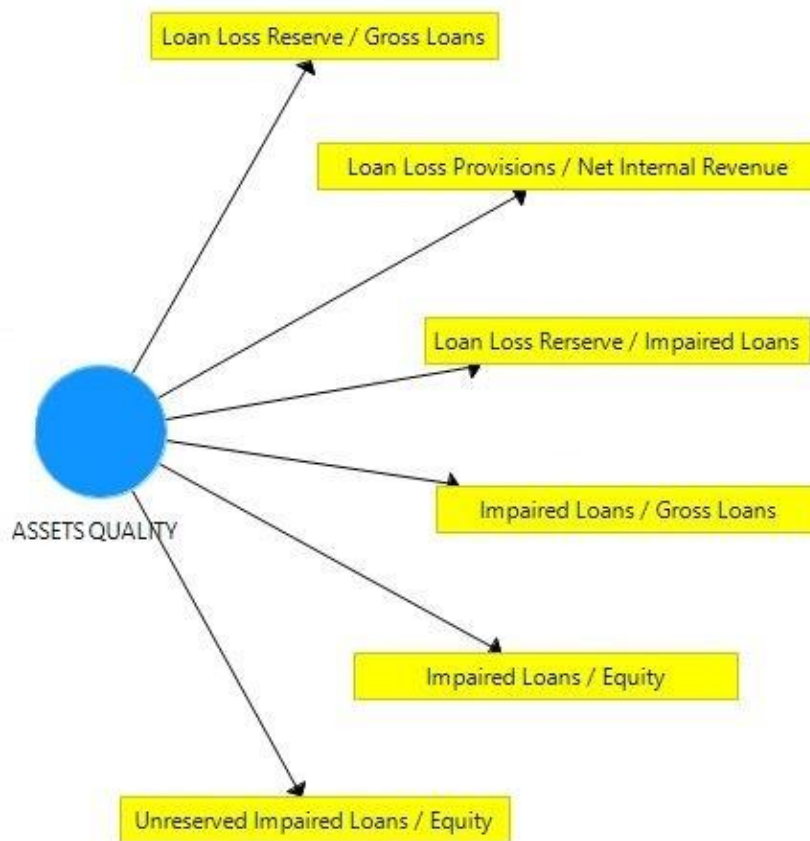 Loan Loss Reserve / Gross Loans
Loan Loss Provisions / Net Internal Revenue
Loan Loss Rerserve / Impaired Loans
Impaired Loans / Gross Loans
ASSETS QUALITY
Impaired Loans / Equity
Unreserved Impaired Loans / Equity